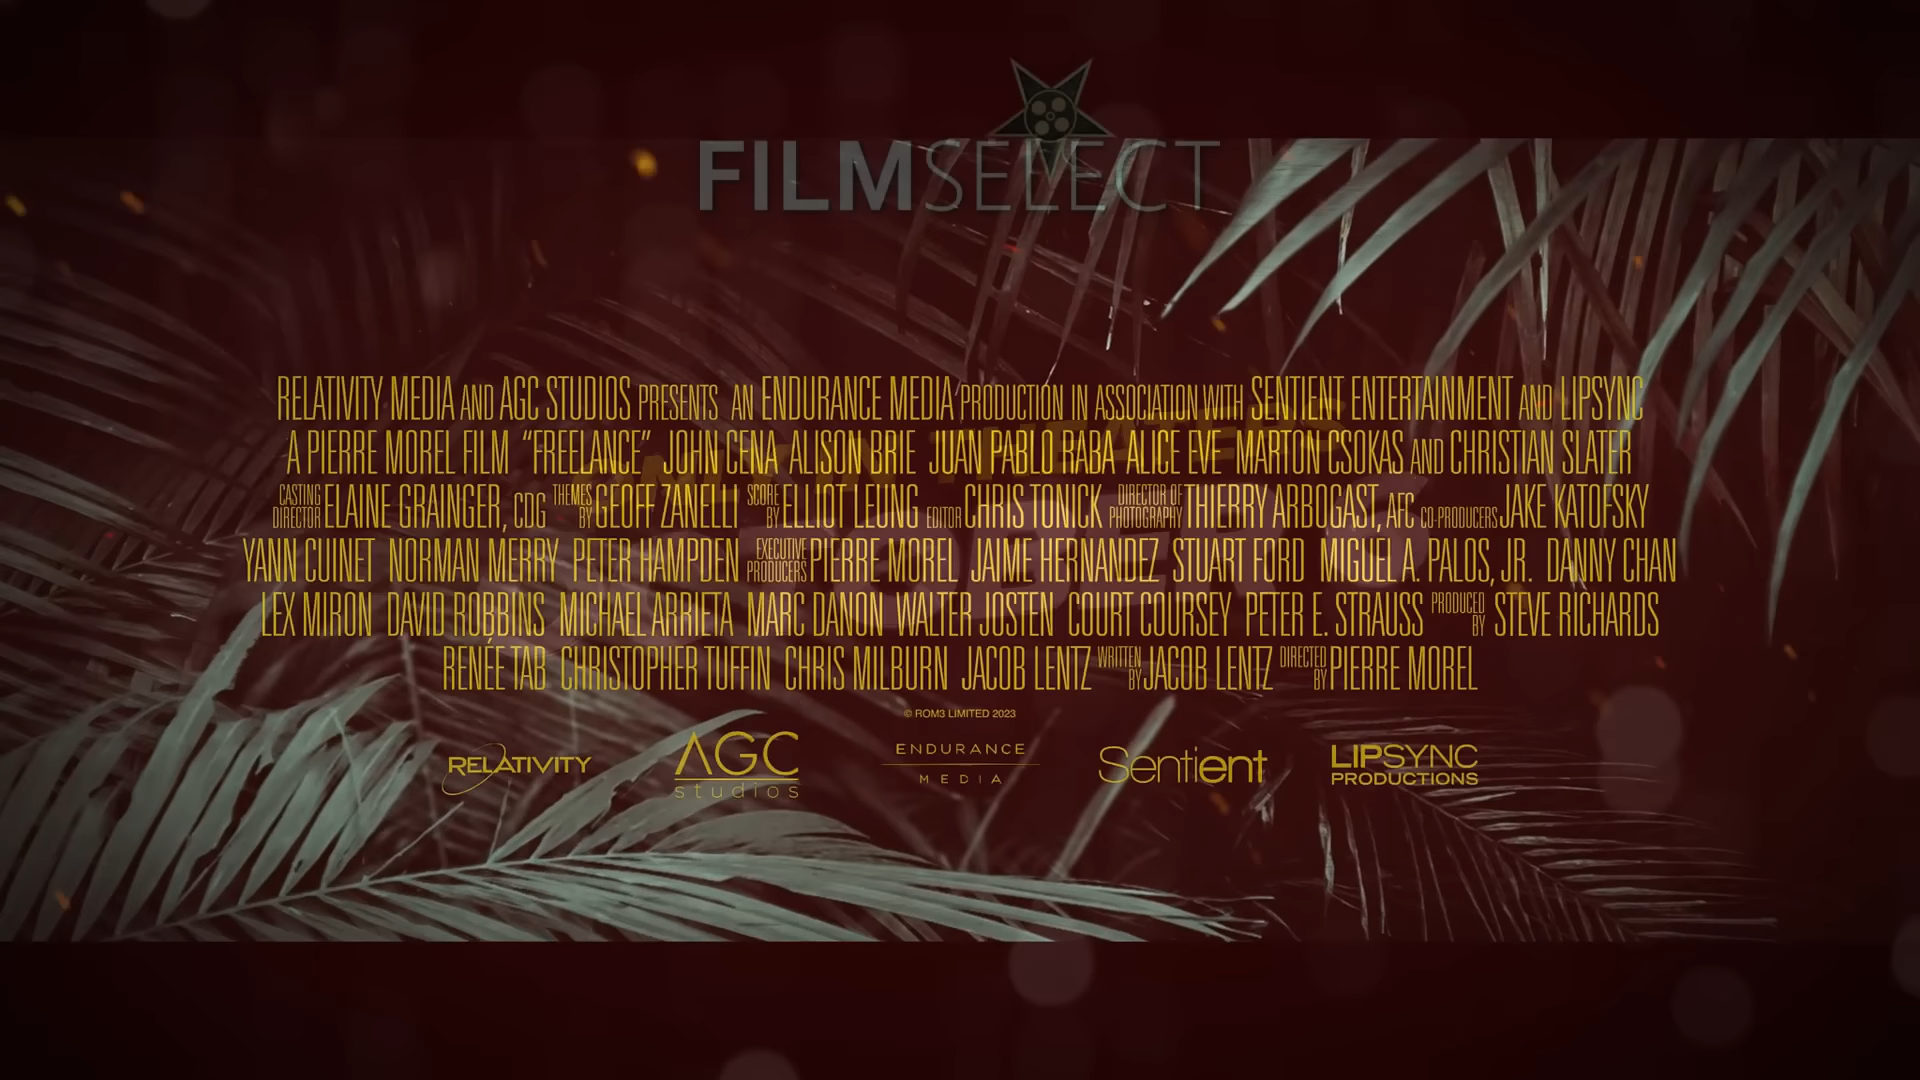 FILMSELECT
RELATIVITY MEDIA AND AGC STUDIOS PRESENTS AN ENDURANCE MEDIA PRODUCTION IN ASSOCIATION WITH SENTIENT ENTERTAINMENT AND LIPSYNC
A PIERRE MOREL FILM “FREELANCE” JOHN CENA ALISON BRIE JUAN PABLO RABA ALICE EVE MARTON CSOKAS AND CHRISTIAN SLATER
CASTING DIRECTOR ELAINE GRAINGER, CDG THEMES BY GEOFF ZANELLI SCORE BY ELLIOT LEUNG EDITOR CHRIS TONICK DIRECTOR OF PHOTOGRAPHY THIERRY ARBOGAST, AFC CO-PRODUCERS JAKE KATOFSKY
YANN CUINET NORMAN MERRY PETER HAMPDEN EXECUTIVE PRODUCERS PIERRE MOREL JAIME HERNANDEZ STUART FORD MIGUEL A. PALOS, JR. DANNY CHAN
LEX MIRON DAVID ROBBINS MICHAEL ARRIETA MARC DANON WALTER JOSTEN COURT COURSEY PETER E. STRAUSS PRODUCED BY STEVE RICHARDS
RENÉE TAB CHRISTOPHER TUFFIN CHRIS MILBURN JACOB LENTZ WRITTEN BY JACOB LENTZ DIRECTED BY PIERRE MOREL
© ROM3 LIMITED 2023
RELATIVITY AGC studios ENDURANCE MEDIA Sentient LIPSYNC PRODUCTIONS